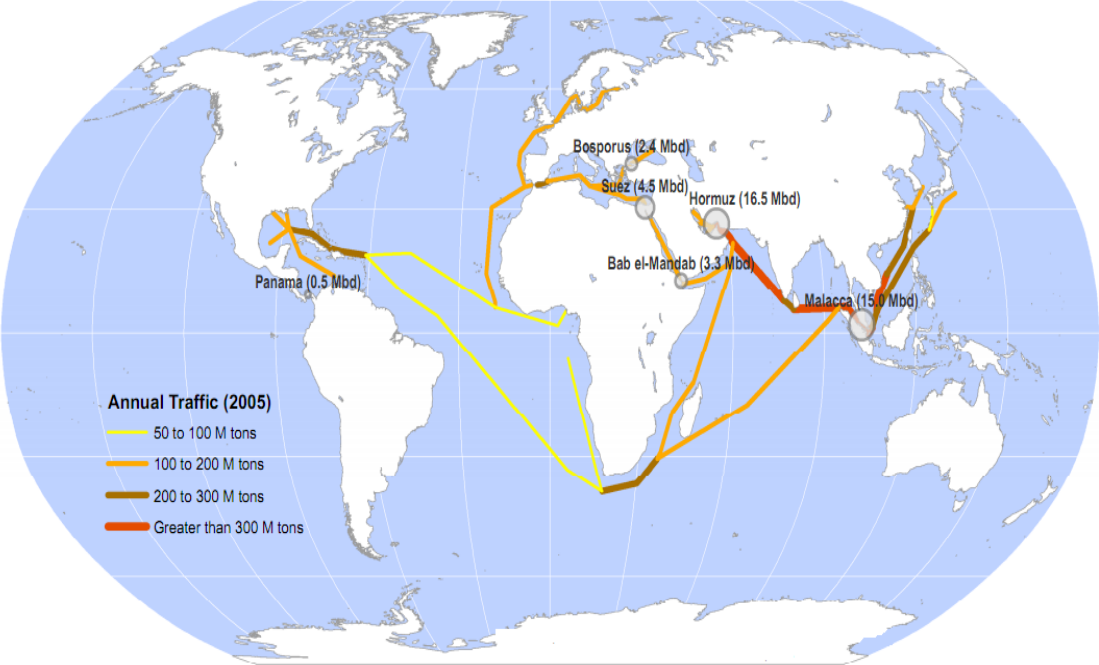 Bosporus (2.4 Mbd)
Suez (4.5 Mbd)
Hormuz (16.5 Mbd)
Bab el-Mandab (3.3 Mbd)
Panama (0.5 Mbd)
Malacca (15.0 Mbd)
Annual Traffic (2005)
50 to 100 M tons
100 to 200 M tons
200 to 300 M tons
Greater than 300 M tons